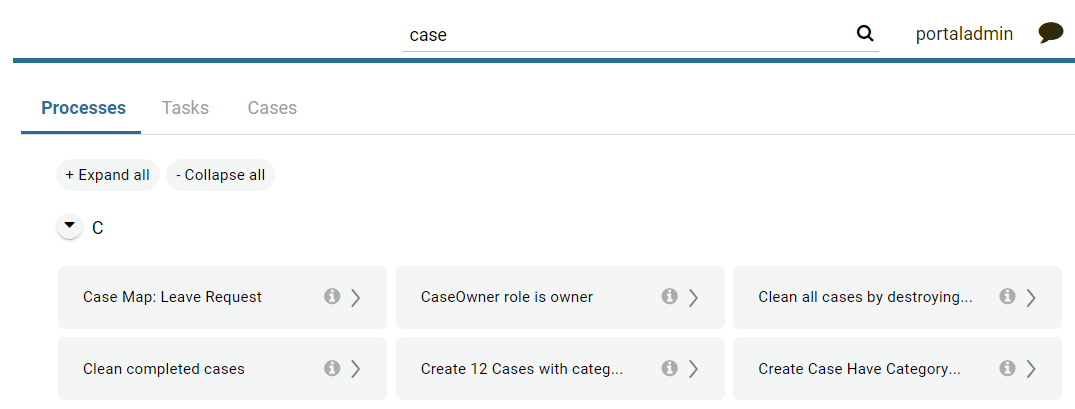 case
portaladmin
Processes Tasks Cases
+ Expand all - Collapse all
C
Case Map: Leave Request
CaseOwner role is owner
Clean all cases by destroying...
Clean completed cases
Create 12 Cases with categ...
Create Case Have Category...